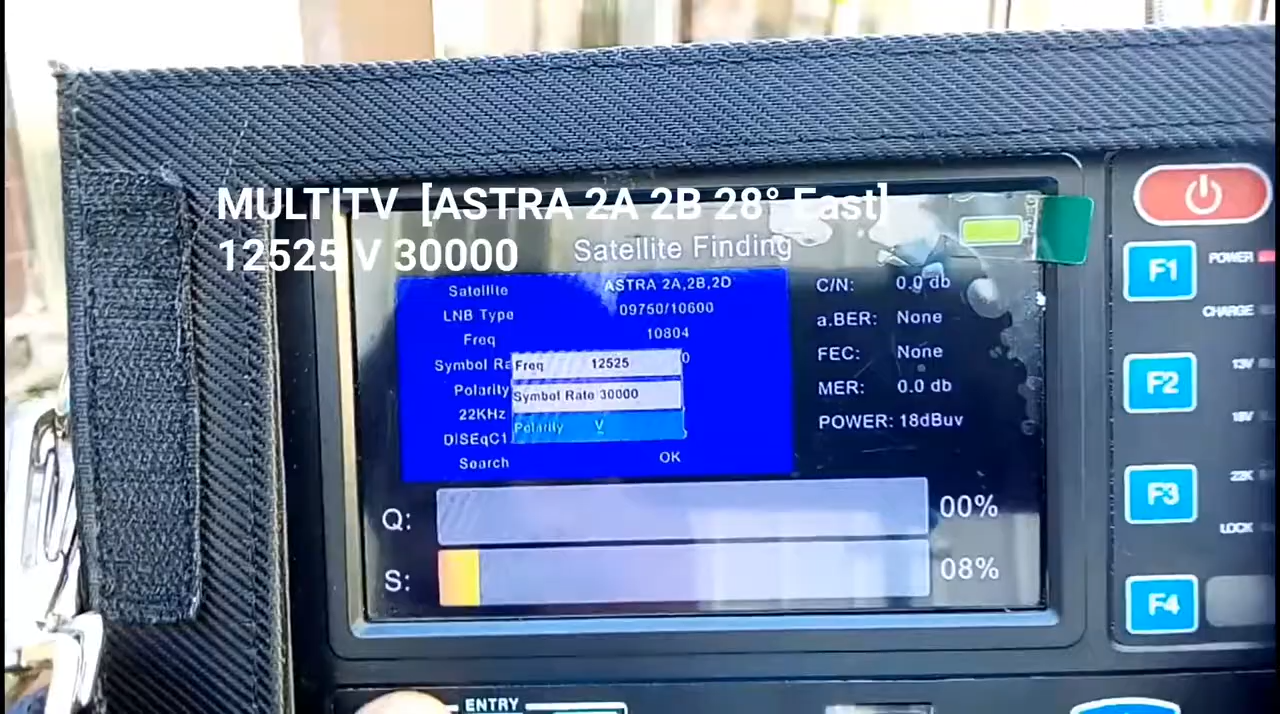 MULTITV [ASTRA 2A 2B 28° East]
12525 V 30000
Satellite Finding
Satellite ASTRA 2A,2B,2D
LNB Type 09750/10600
Freq 10804
Symbol Ra 0
Polarity
22KHz
DiSEqC1.
Search OK
Freq 12525
Symbol Rate 30000
Polarity V
C/N: 0.0 db
a.BER: None
FEC: None
MER: 0.0 db
POWER: 18dBuv
Q: 00%
S: 08%
F1
F2
F3
F4
POWER
CHARGE
13V
18V
22K
LOCK
ENTRY